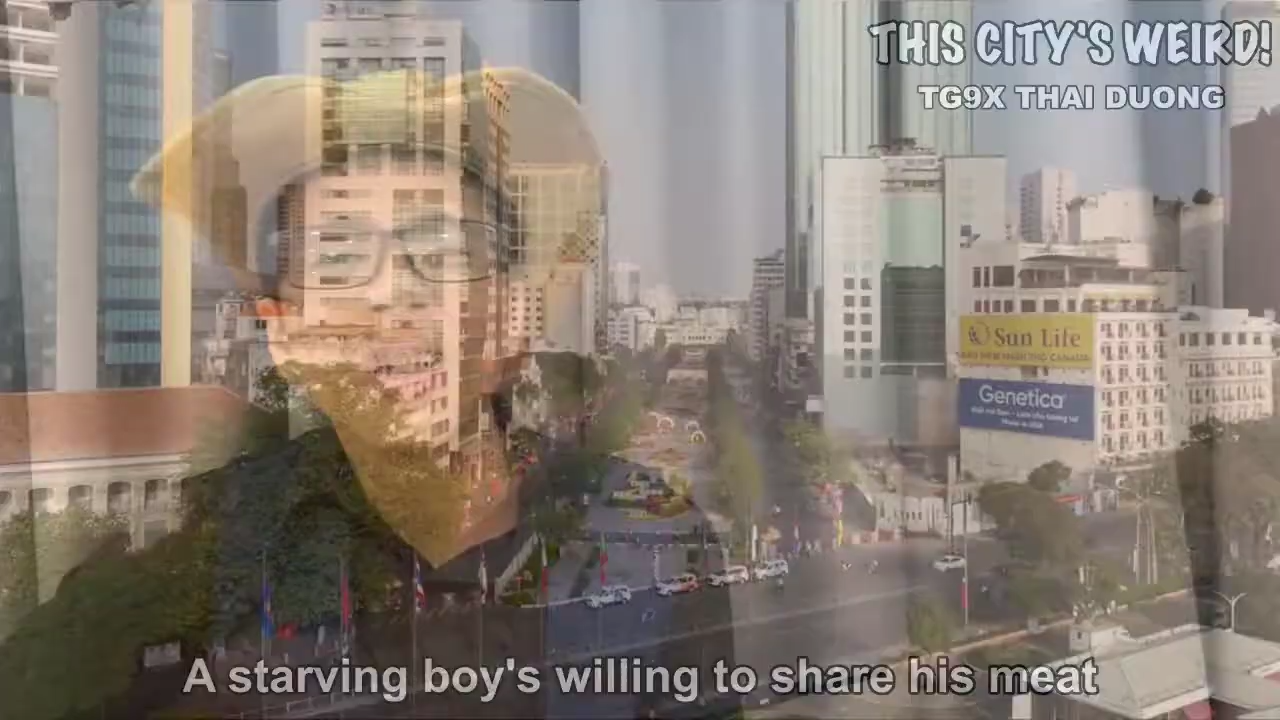 THIS CITY'S WEIRD!
TG9X THAI DUONG
Sun Life
Genetica
A starving boy's willing to share his meat